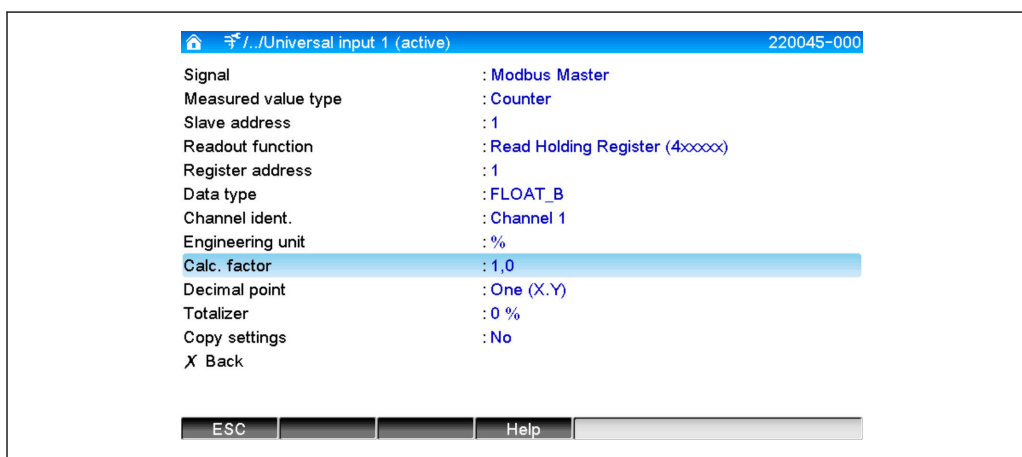 /../Universal input 1 (active) 220045-000
Signal : Modbus Master
Measured value type : Counter
Slave address : 1
Readout function : Read Holding Register (4xxxxx)
Register address : 1
Data type : FLOAT_B
Channel ident. : Channel 1
Engineering unit : %
Calc. factor : 1,0
Decimal point : One (X.Y)
Totalizer : 0 %
Copy settings : No
X Back
ESC Help